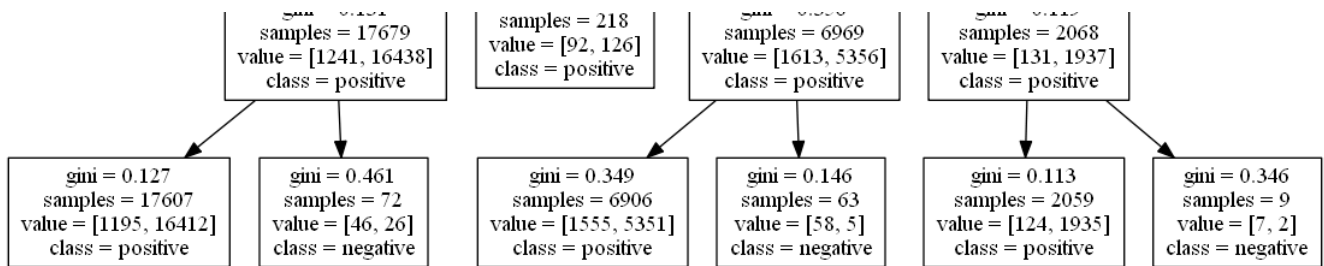 samples = 17679
value = [1241, 16438]
class = positive
samples = 218
value = [92, 126]
class = positive
samples = 6969
value = [1613, 5356]
class = positive
samples = 2068
value = [131, 1937]
class = positive
gini = 0.127
samples = 17607
value = [1195, 16412]
class = positive
gini = 0.461
samples = 72
value = [46, 26]
class = negative
gini = 0.349
samples = 6906
value = [1555, 5351]
class = positive
gini = 0.146
samples = 63
value = [58, 5]
class = negative
gini = 0.113
samples = 2059
value = [124, 1935]
class = positive
gini = 0.346
samples = 9
value = [7, 2]
class = negative